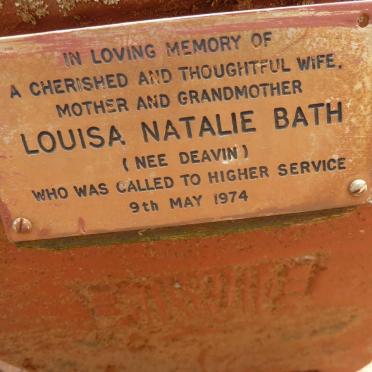 IN LOVING MEMORY OF
A CHERISHED AND THOUGHTFUL WIFE,
MOTHER AND GRANDMOTHER
LOUISA NATALIE BATH
( NEE DEAVIN )
WHO WAS CALLED TO HIGHER SERVICE
9th MAY 1974